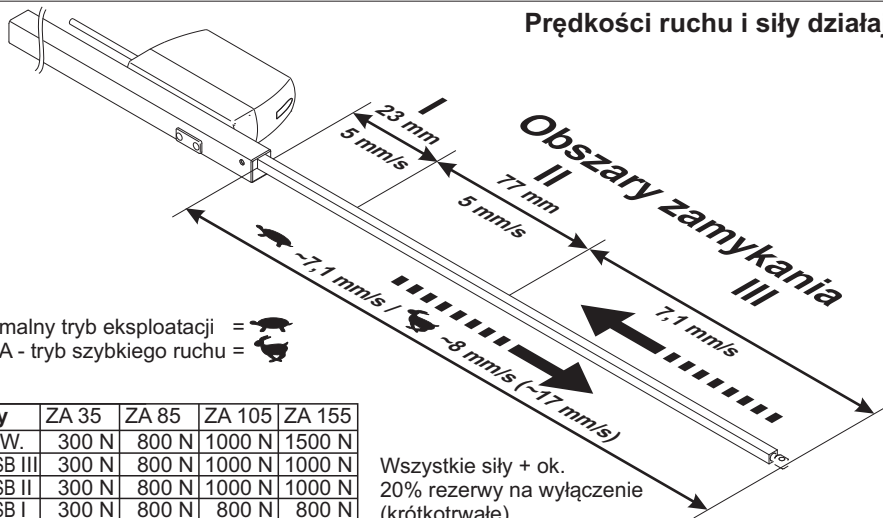 Prędkości ruchu i siły działaj
I
23 mm
5 mm/s
Obszary zamykania
II
77 mm
5 mm/s
III
7,1 mm/s
~7,1 mm/s / ~8 mm/s (~17 mm/s)
malny tryb eksploatacji =
A - tryb szybkiego ruchu =
y ZA 35 ZA 85 ZA 105 ZA 155
W. 300 N 800 N 1000 N 1500 N
SB III 300 N 800 N 1000 N 1000 N
SB II 300 N 800 N 1000 N 1000 N
SB I 300 N 800 N 800 N 800 N
Wszystkie siły + ok.
20% rezerwy na wyłączenie
(krótkotrwałe)